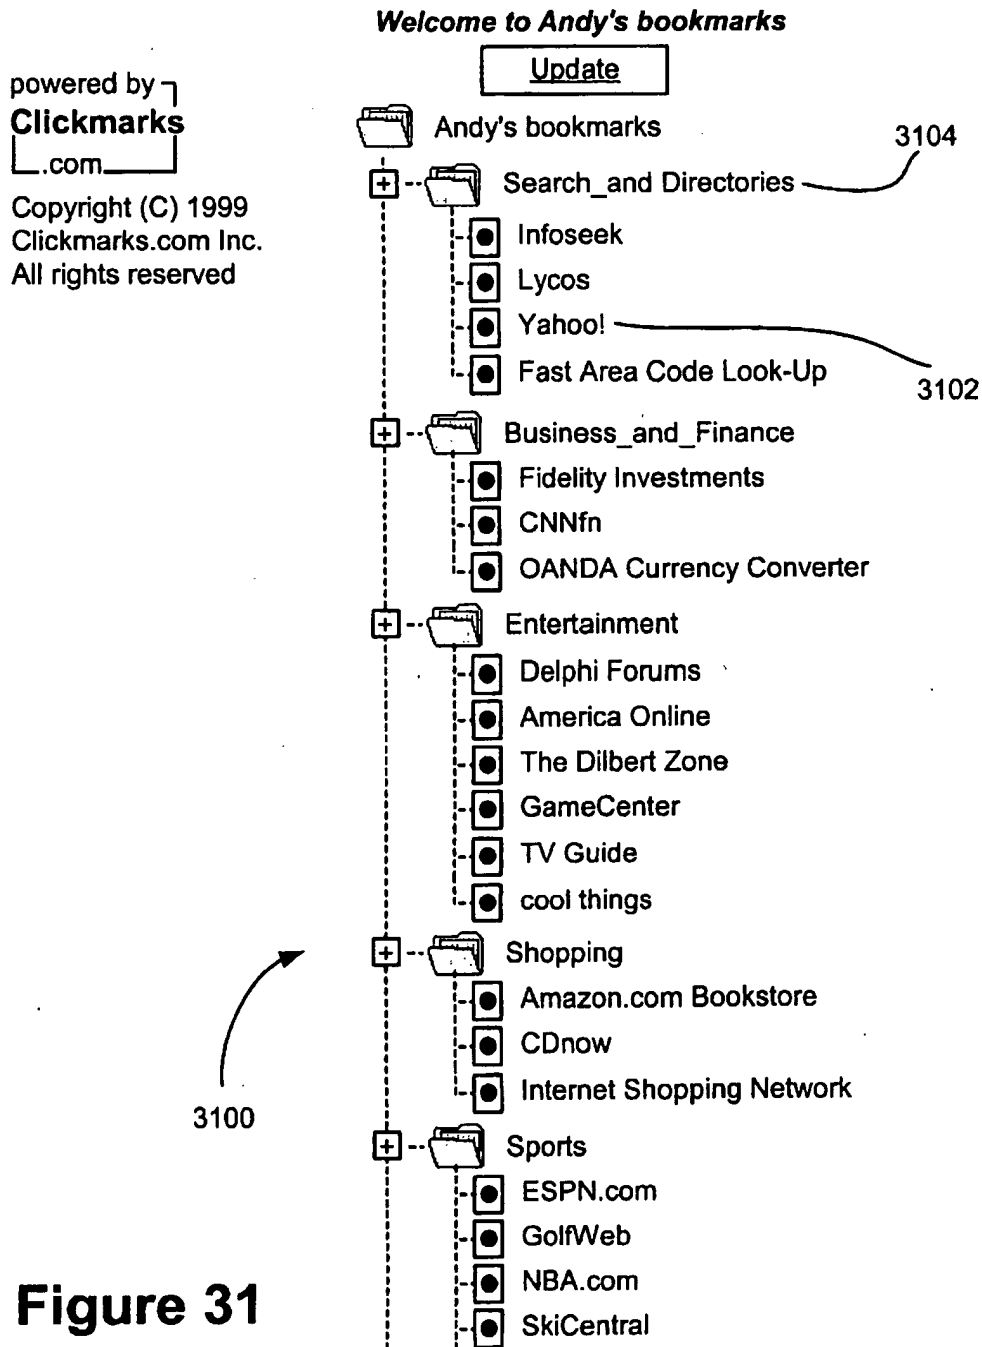 Welcome to Andy's bookmarks
Update
powered by
Clickmarks
.com
Copyright (C) 1999
Clickmarks.com Inc.
All rights reserved
Andy's bookmarks
3104
Search_and Directories
Infoseek
Lycos
Yahoo!
Fast Area Code Look-Up
3102
Business_and_Finance
Fidelity Investments
CNNfn
OANDA Currency Converter
Entertainment
Delphi Forums
America Online
The Dilbert Zone
GameCenter
TV Guide
cool things
Shopping
Amazon.com Bookstore
CDnow
Internet Shopping Network
3100
Sports
ESPN.com
GolfWeb
NBA.com
SkiCentral
Figure 31